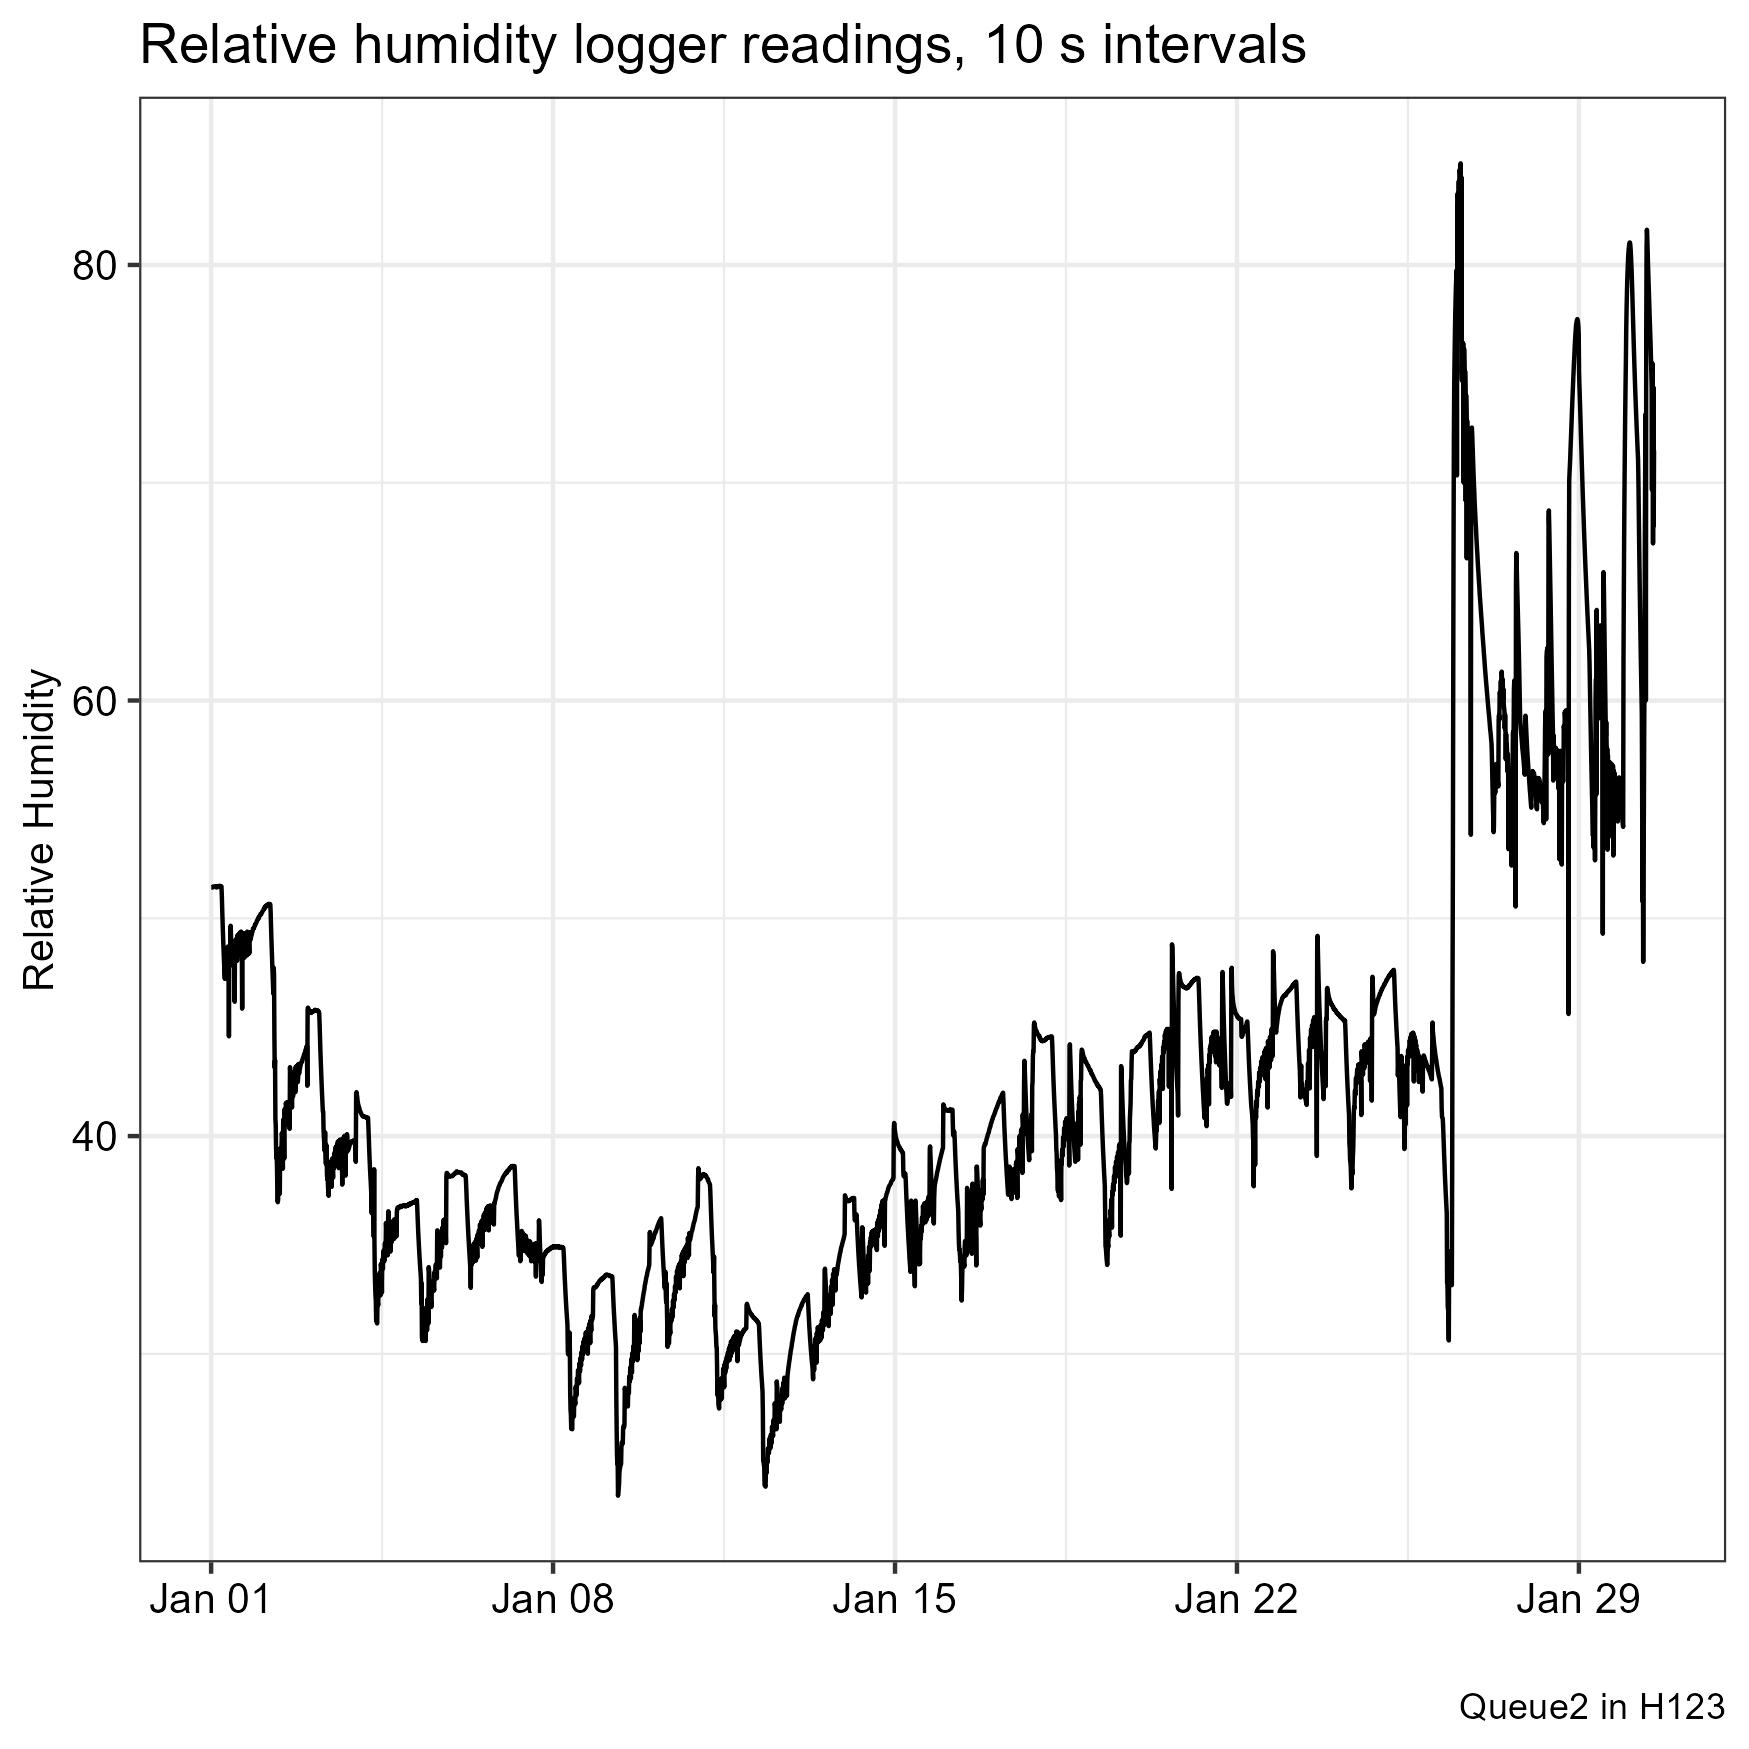 Relative humidity logger readings, 10 s intervals
Relative Humidity
80
60
40
Jan 01
Jan 08
Jan 15
Jan 22
Jan 29
Queue2 in H123